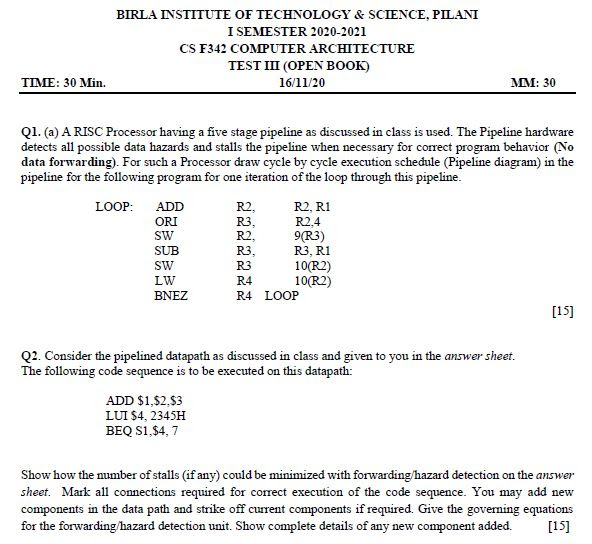 BIRLA INSTITUTE OF TECHNOLOGY & SCIENCE, PILANI
I SEMESTER 2020-2021
CS F342 COMPUTER ARCHITECTURE
TEST III (OPEN BOOK)
TIME: 30 Min. 16/11/20 MM: 30
Q1. (a) A RISC Processor having a five stage pipeline as discussed in class is used. The Pipeline hardware
detects all possible data hazards and stalls the pipeline when necessary for correct program behavior (No
data forwarding). For such a Processor draw cycle by cycle execution schedule (Pipeline diagram) in the
pipeline for the following program for one iteration of the loop through this pipeline.
LOOP: ADD R2, R2, R1
ORI R3, R2,4
SW R2, 9(R3)
SUB R3, R3, R1
SW R3 10(R2)
LW R4 10(R2)
BNEZ R4 LOOP
[15]
Q2. Consider the pipelined datapath as discussed in class and given to you in the answer sheet.
The following code sequence is to be executed on this datapath:
ADD $1,$2,$3
LUI $4, 2345H
BEQ S1,$4, 7
Show how the number of stalls (if any) could be minimized with forwarding/hazard detection on the answer
sheet. Mark all connections required for correct execution of the code sequence. You may add new
components in the data path and strike off current components if required. Give the governing equations
for the forwarding/hazard detection unit. Show complete details of any new component added. [15]